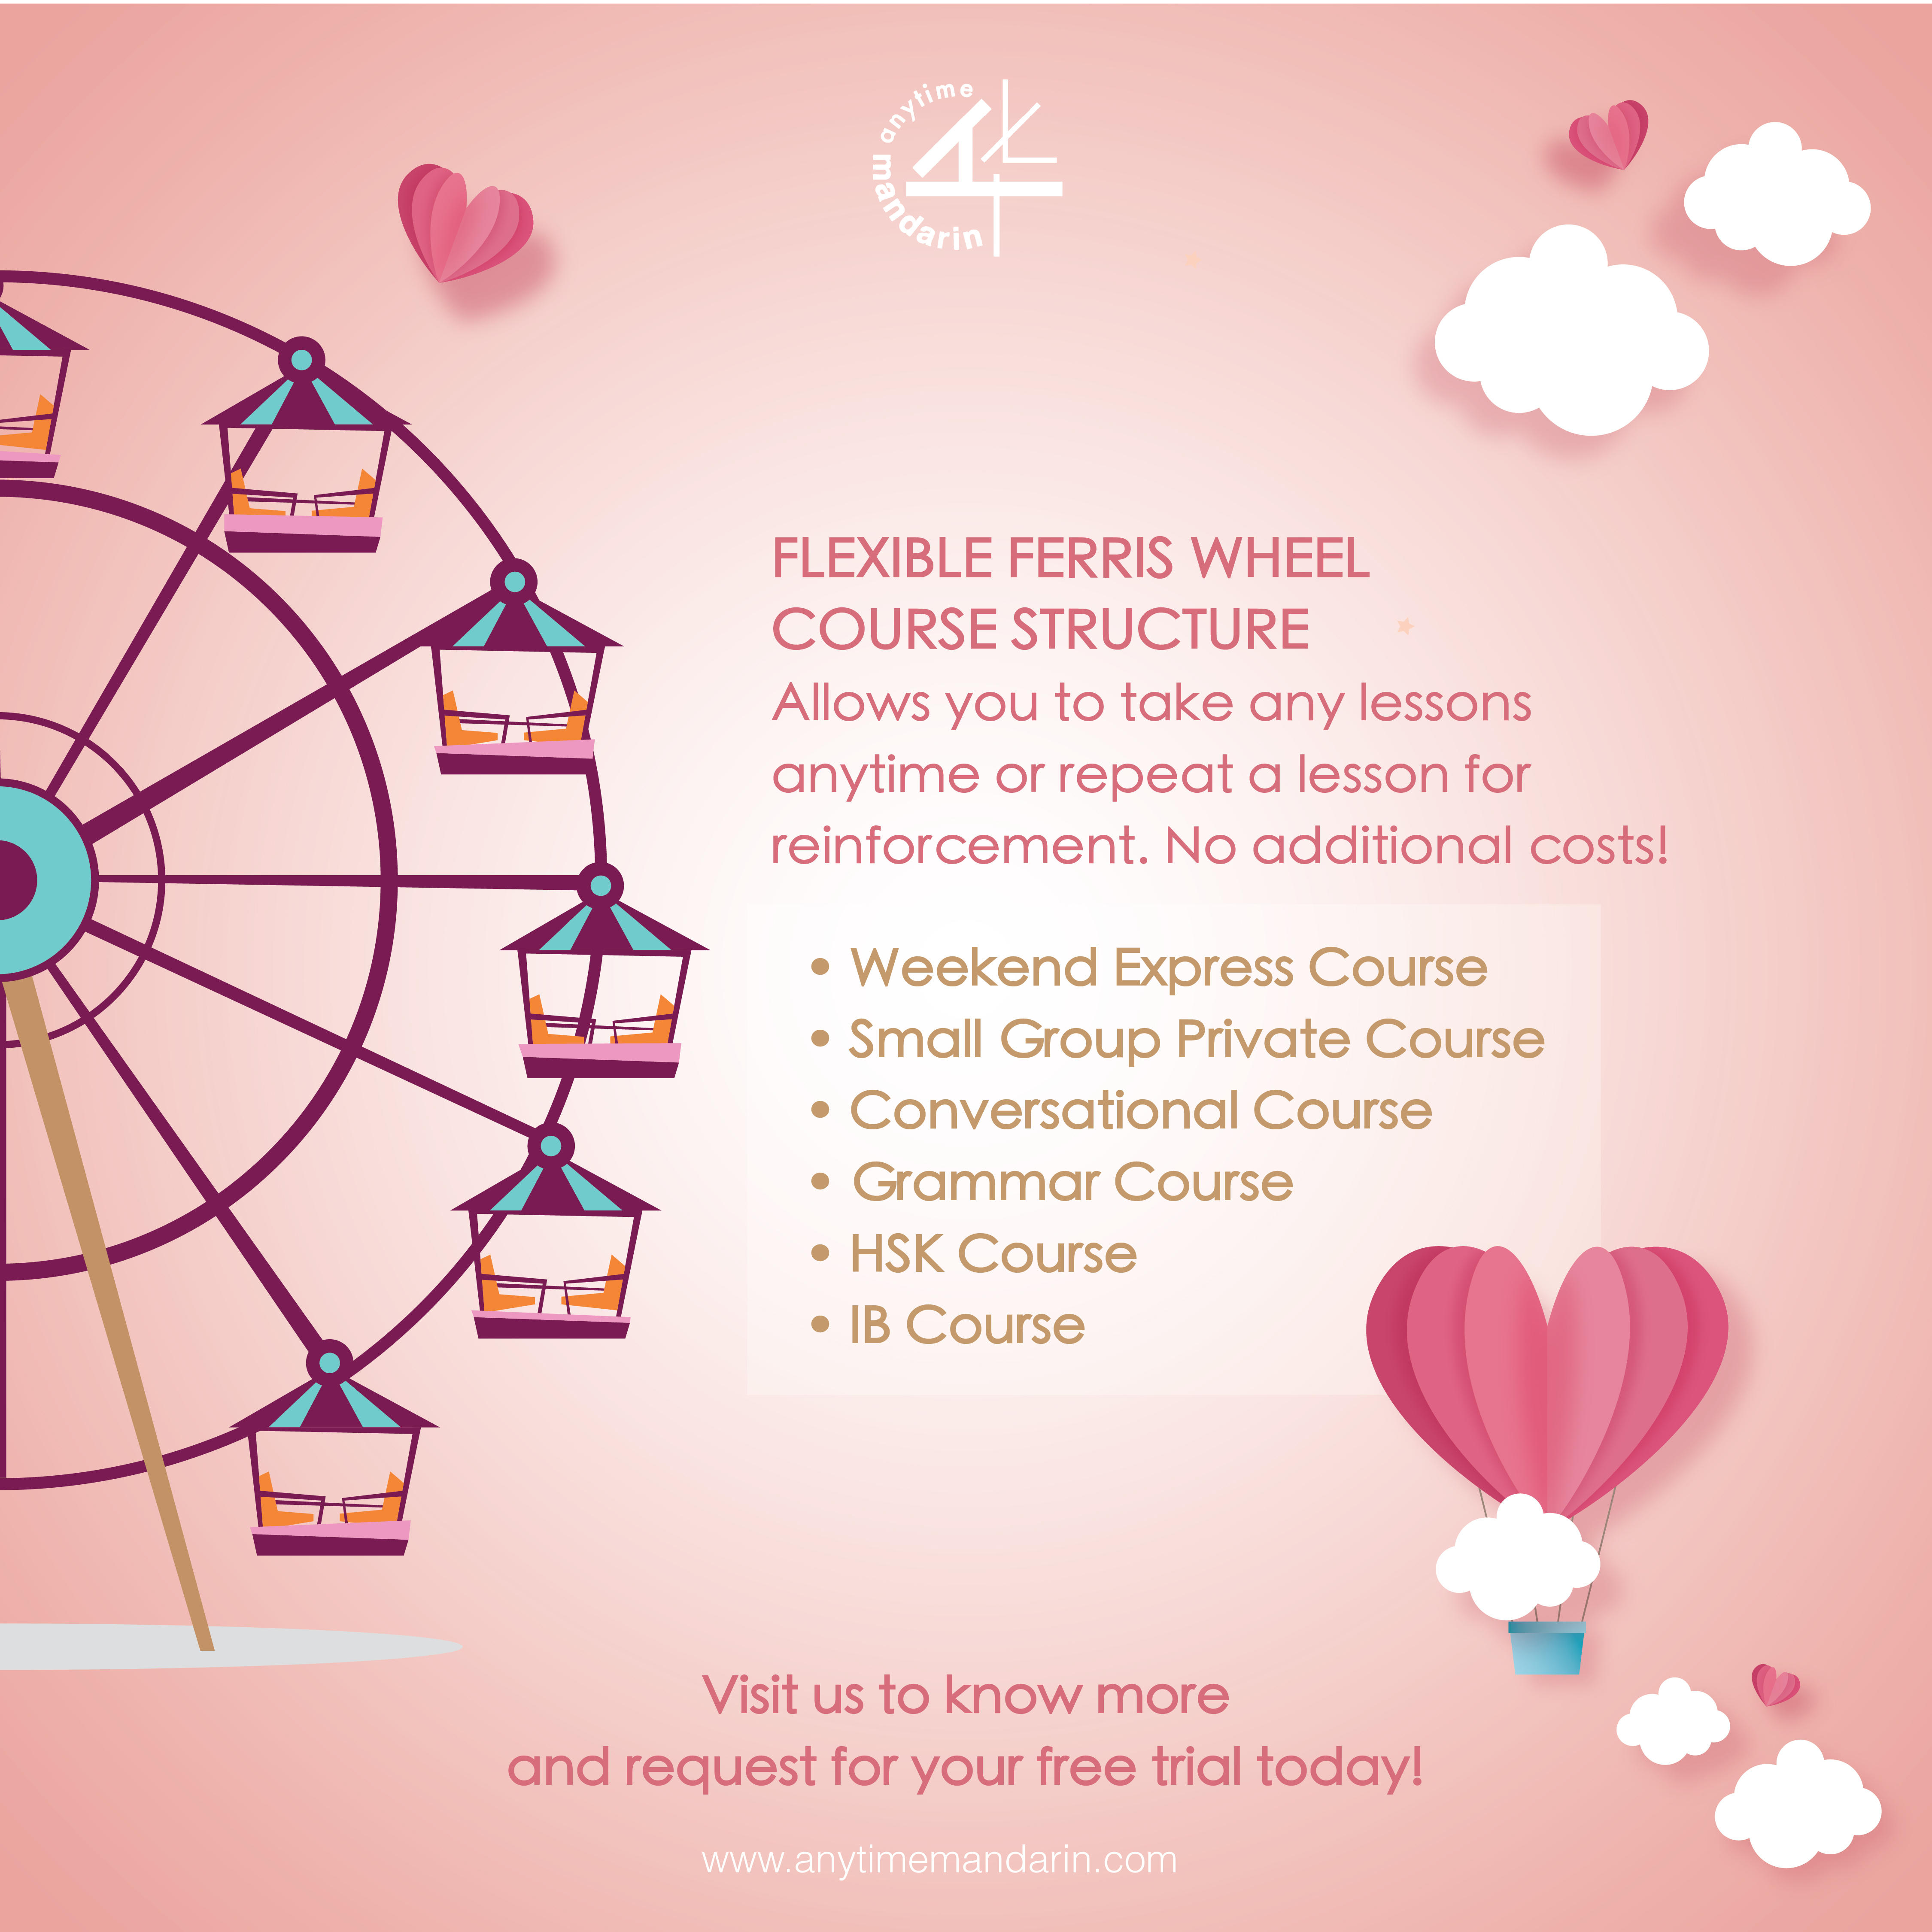 anytime
mandarin
FLEXIBLE FERRIS WHEEL
COURSE STRUCTURE
Allows you to take any lessons
anytime or repeat a lesson for
reinforcement. No additional costs!
• Weekend Express Course
• Small Group Private Course
• Conversational Course
• Grammar Course
• HSK Course
• IB Course
Visit us to know more
and request for your free trial today!
www.anytimemandarin.com